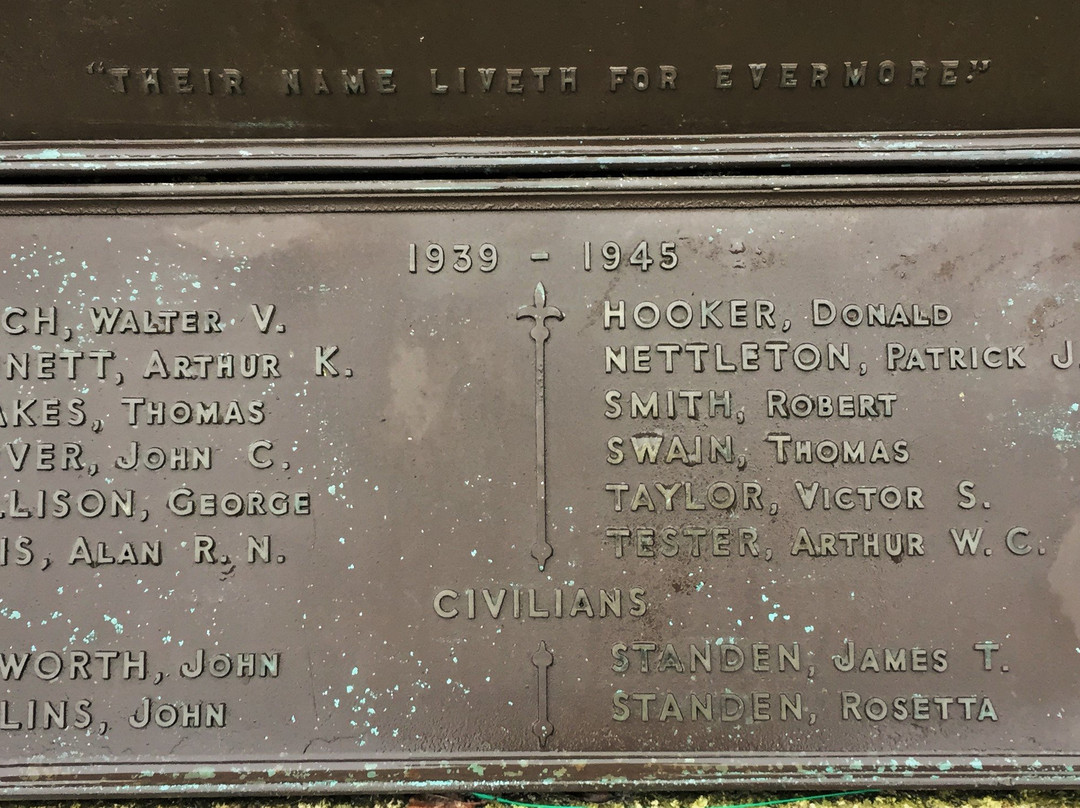 "THEIR NAME LIVETH FOR EVERMORE."
1939 - 1945
CH, WALTER V.
NNETT, ARTHUR K.
AKES, THOMAS
VER, JOHN C.
LLISON, GEORGE
IS, ALAN R. N.
HOOKER, DONALD
NETTLETON, PATRICK J.
SMITH, ROBERT
SWAIN, THOMAS
TAYLOR, VICTOR S.
TESTER, ARTHUR W. C.
CIVILIANS
WORTH, JOHN
LINS, JOHN
STANDEN, JAMES T.
STANDEN, ROSETTA